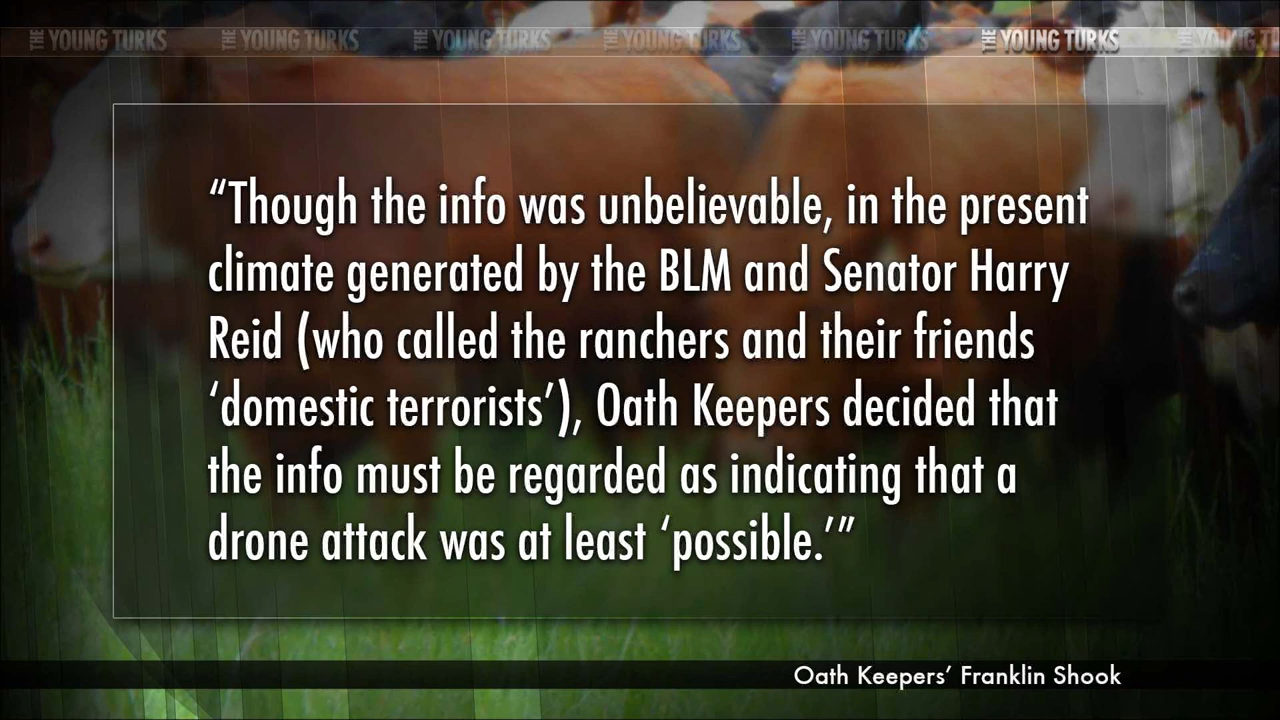 THE YOUNG TURKS THE YOUNG TURKS THE YOUNG TURKS THE YOUNG TURKS THE YOUNG TURKS THE YOUNG TURKS THE YOUNG TURKS
“Though the info was unbelievable, in the present
climate generated by the BLM and Senator Harry
Reid (who called the ranchers and their friends
‘domestic terrorists’), Oath Keepers decided that
the info must be regarded as indicating that a
drone attack was at least ‘possible.’”
Oath Keepers’ Franklin Shook